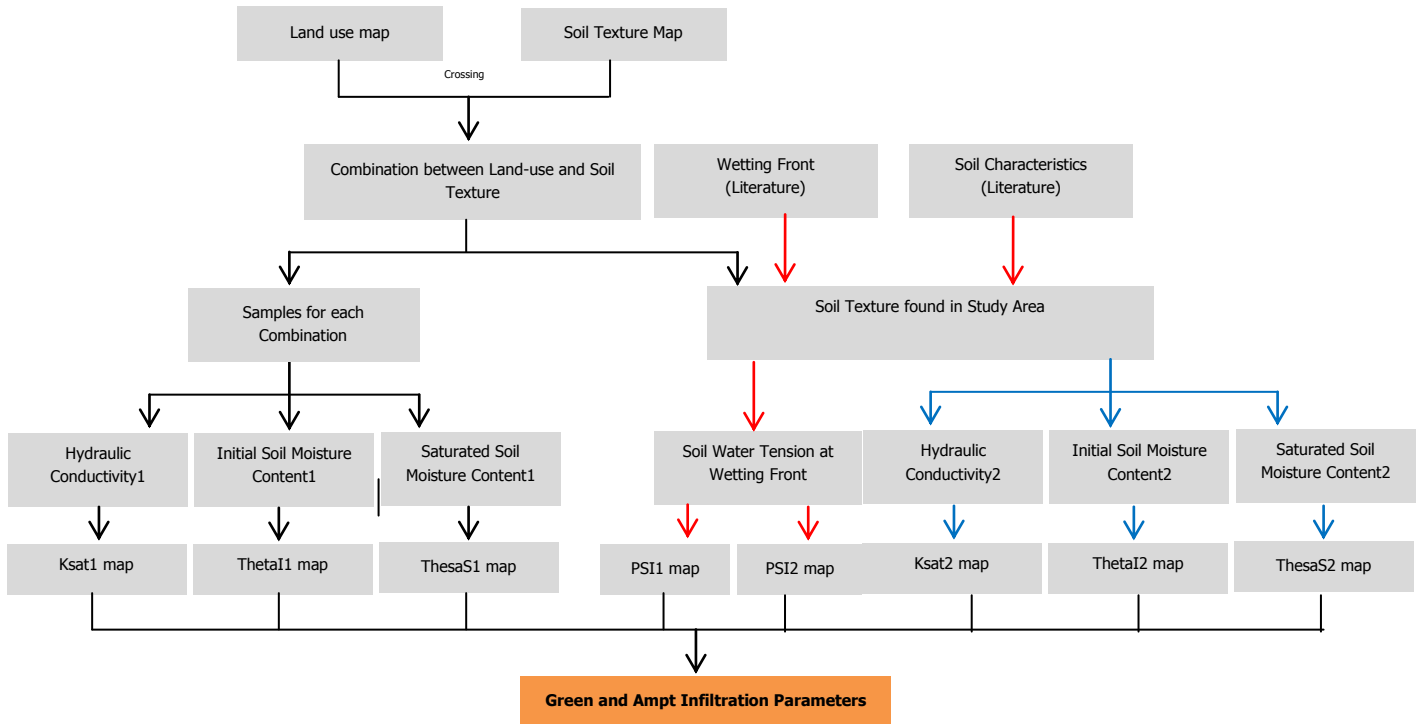 Land use map
Soil Texture Map
Crossing
Combination between Land-use and Soil
Texture
Wetting Front
(Literature)
Soil Characteristics
(Literature)
Samples for each
Combination
Soil Texture found in Study Area
Hydraulic
Conductivity1
Initial Soil Moisture
Content1
Saturated Soil
Moisture Content1
Soil Water Tension at
Wetting Front
Hydraulic
Conductivity2
Initial Soil Moisture
Content2
Saturated Soil
Moisture Content2
Ksat1 map
ThetaI1 map
ThesaS1 map
PSI1 map
PSI2 map
Ksat2 map
ThetaI2 map
ThesaS2 map
Green and Ampt Infiltration Parameters